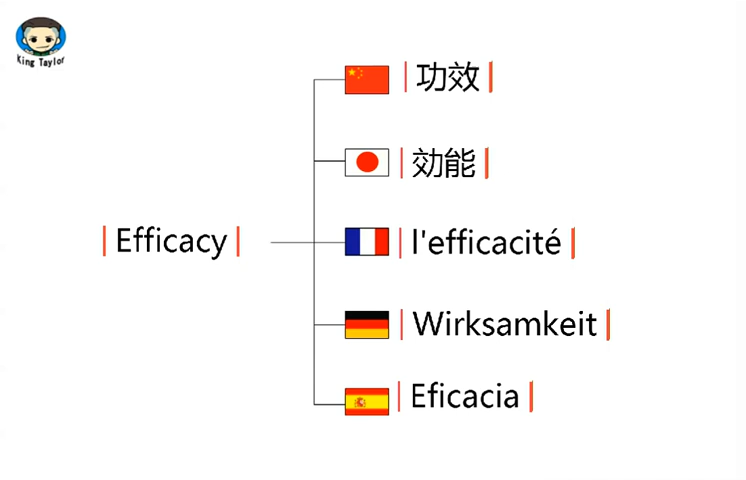 King Taylor
功效
効能
Efficacy
l'efficacité
Wirksamkeit
Eficacia